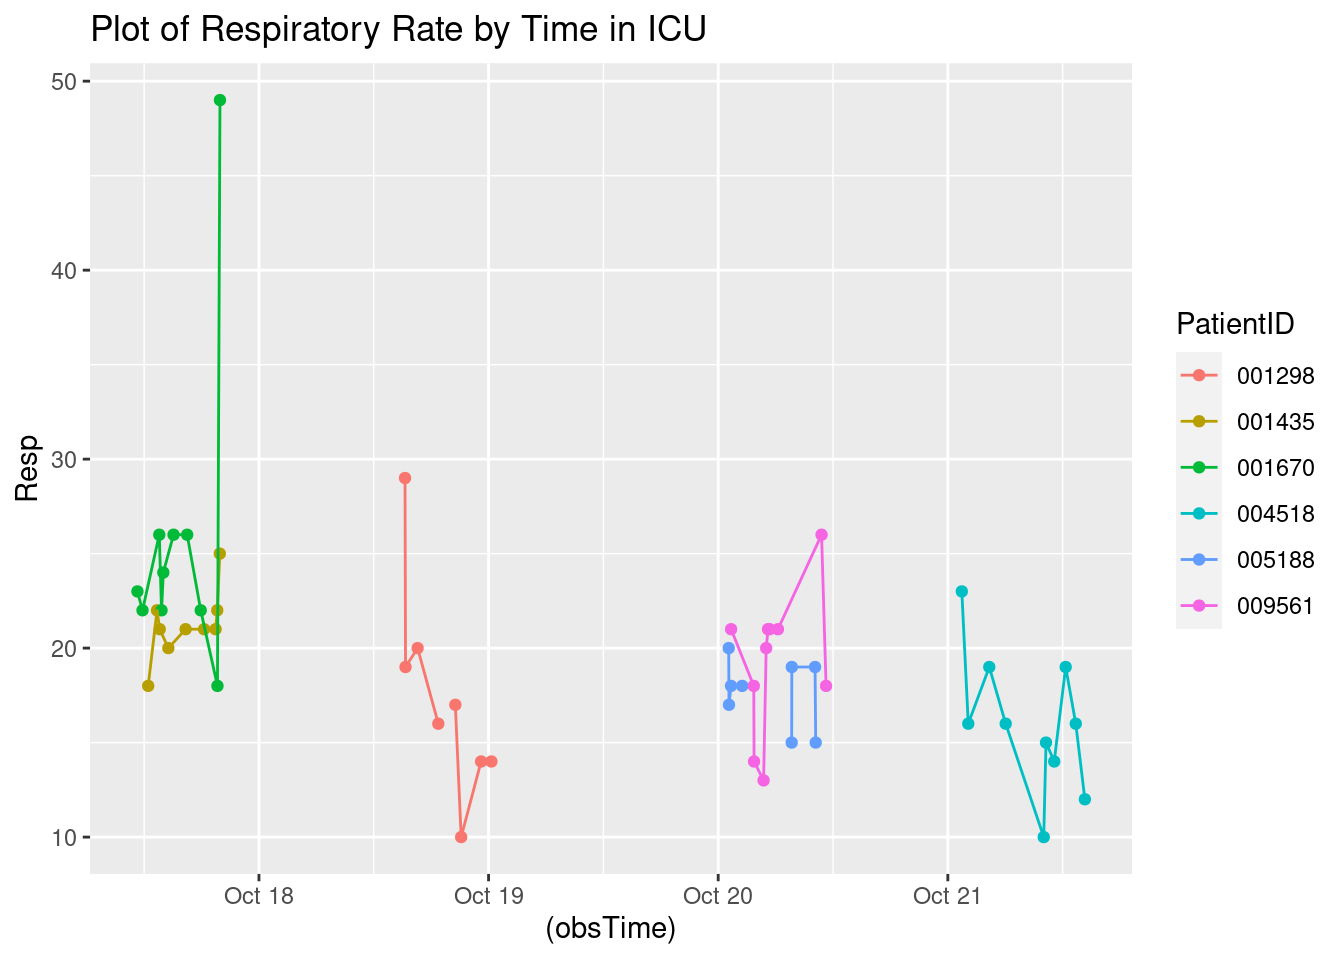 Plot of Respiratory Rate by Time in ICU
50
40
30
20
10
Resp
Oct 18 Oct 19 Oct 20 Oct 21
(obsTime)
PatientID
001298
001435
001670
004518
005188
009561